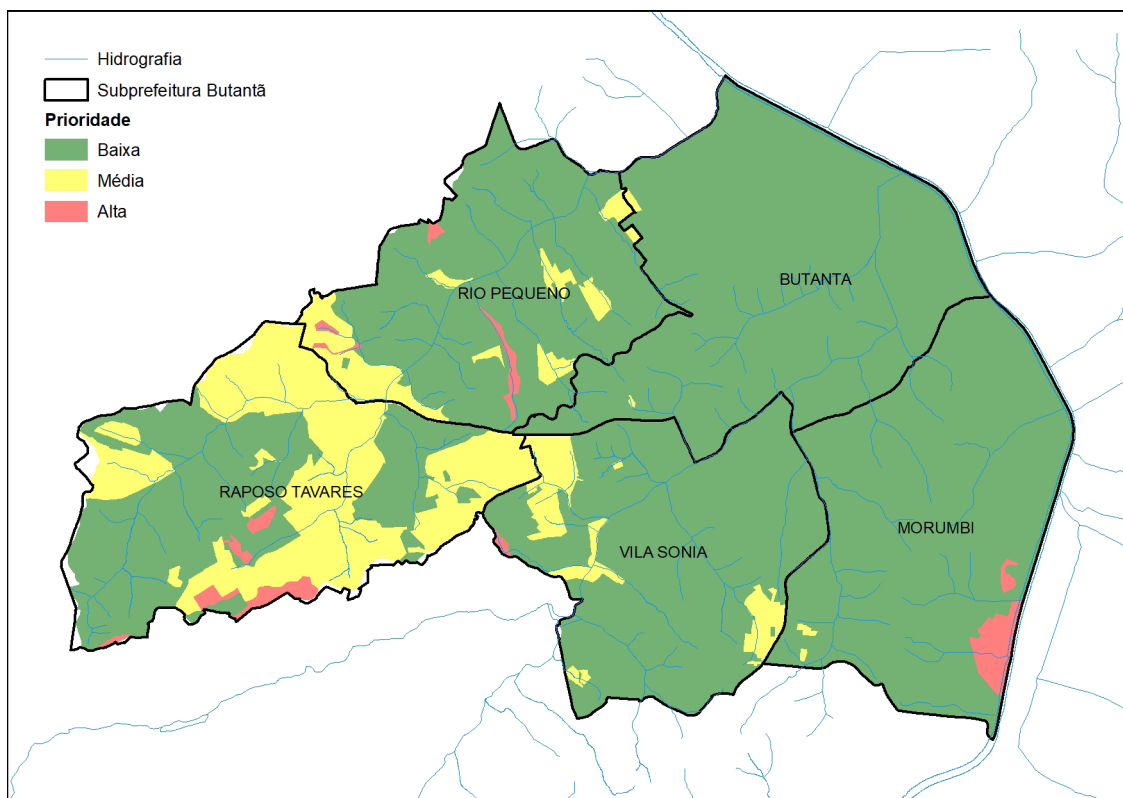 Hidrografia
Subprefeitura Butantã
Prioridade
Baixa
Média
Alta
BUTANTA
RIO PEQUENO
RAPOSO TAVARES
MORUMBI
VILA SONIA